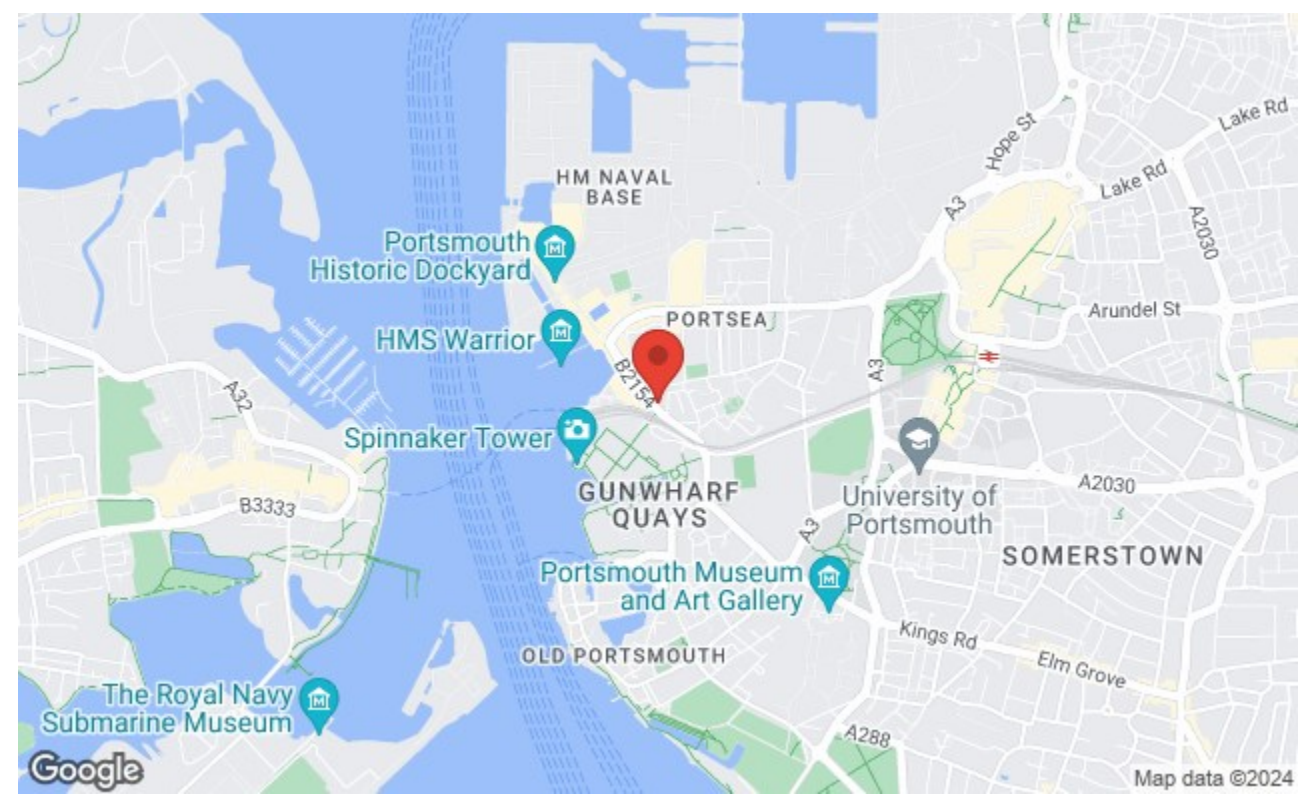 Lake Rd
Hope St
HM NAVAL
BASE
Lake Rd
A3
A2030
Portsmouth
Historic Dockyard
Arundel St
PORTSEA
HMS Warrior
B2154
A3
A32
Spinnaker Tower
GUNWHARF
QUAYS
A2030
University of
Portsmouth
B3333
A3
SOMERSTOWN
Portsmouth Museum
and Art Gallery
Kings Rd
OLD PORTSMOUTH
Elm Grove
The Royal Navy
Submarine Museum
A288
Google
Map data ©2024